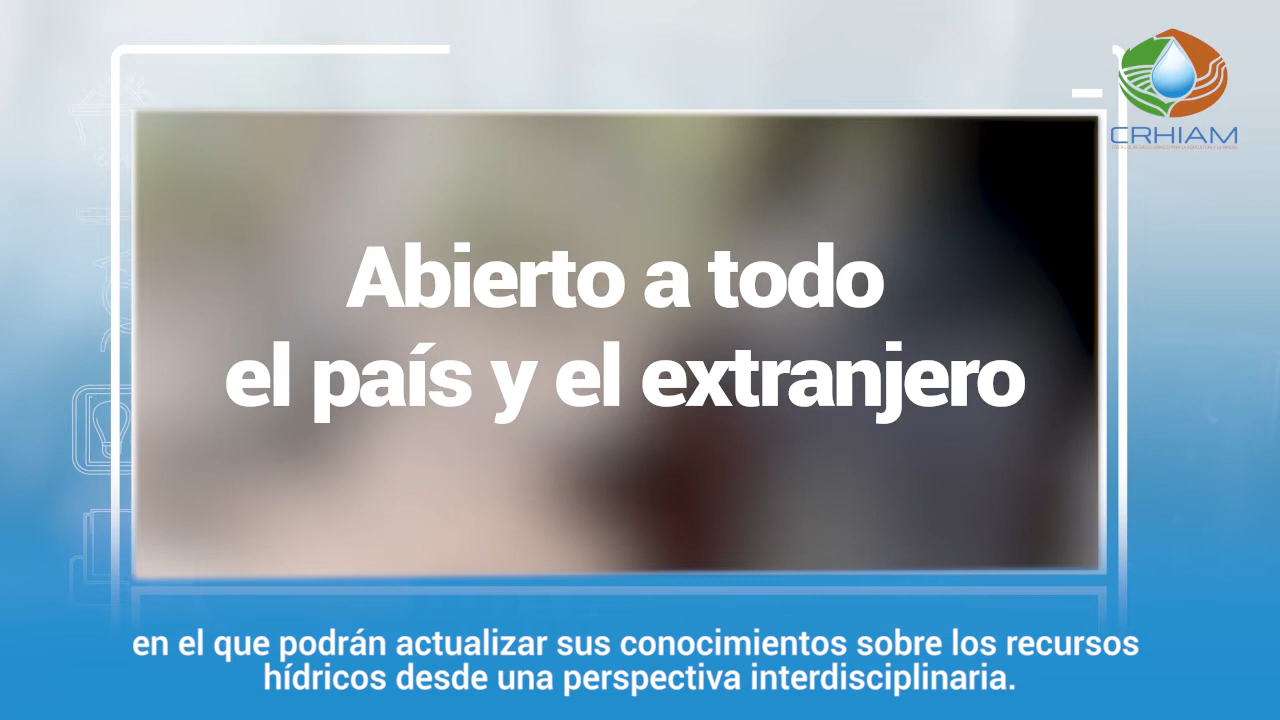 CRHIAM
Abierto a todo
el país y el extranjero
en el que podrán actualizar sus conocimientos sobre los recursos
hídricos desde una perspectiva interdisciplinaria.